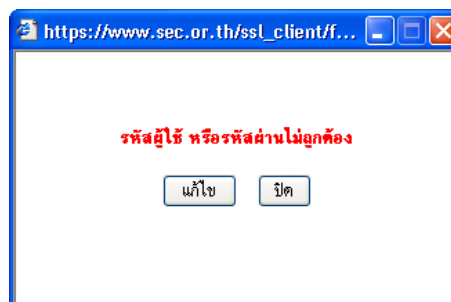 https://www.sec.or.th/ssl_client/f...
รหัสผู้ใช้ หรือรหัสผ่านไม่ถูกต้อง
แก้ไข ปิด